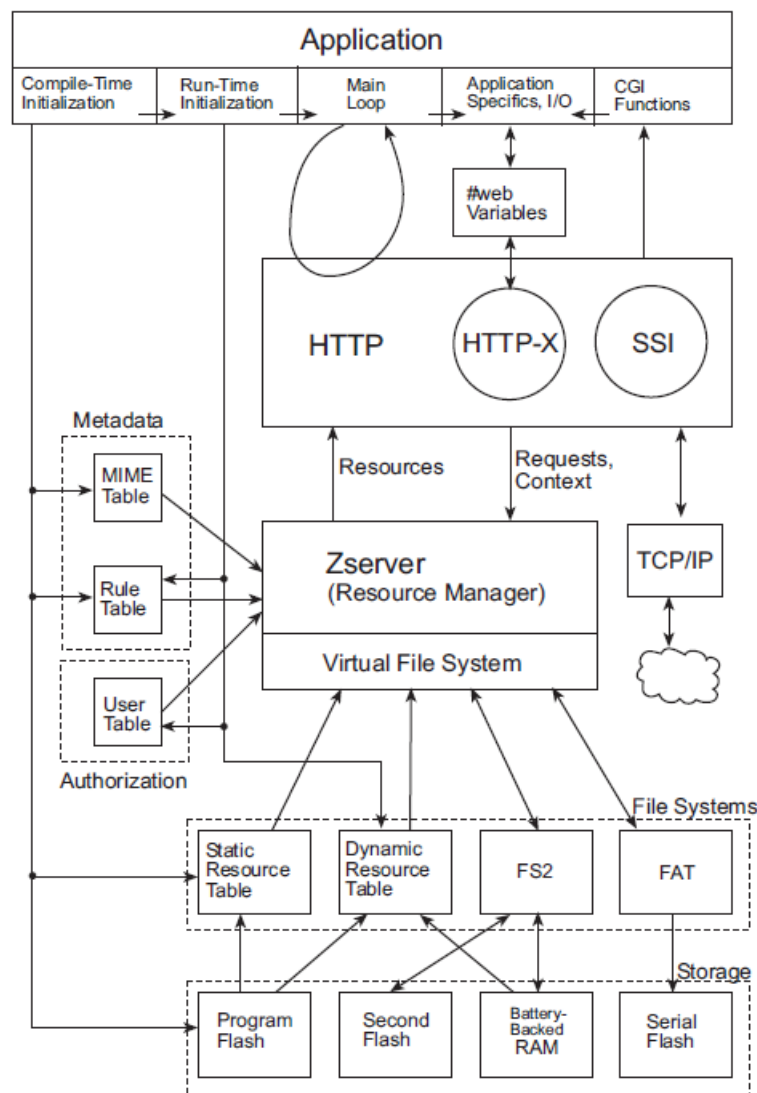 Application
Compile-Time
Initialization
Run-Time
Initialization
Main
Loop
Application
Specifics, I/O
CGI
Functions
#web
Variables
HTTP
HTTP-X
SSI
Metadata
MIME
Table
Resources
Requests,
Context
Rule
Table
Zserver
(Resource Manager)
TCP/IP
Virtual File System
User
Table
Authorization
File Systems
Static
Resource
Table
Dynamic
Resource
Table
FS2
FAT
Storage
Program
Flash
Second
Flash
Battery-
Backed
RAM
Serial
Flash